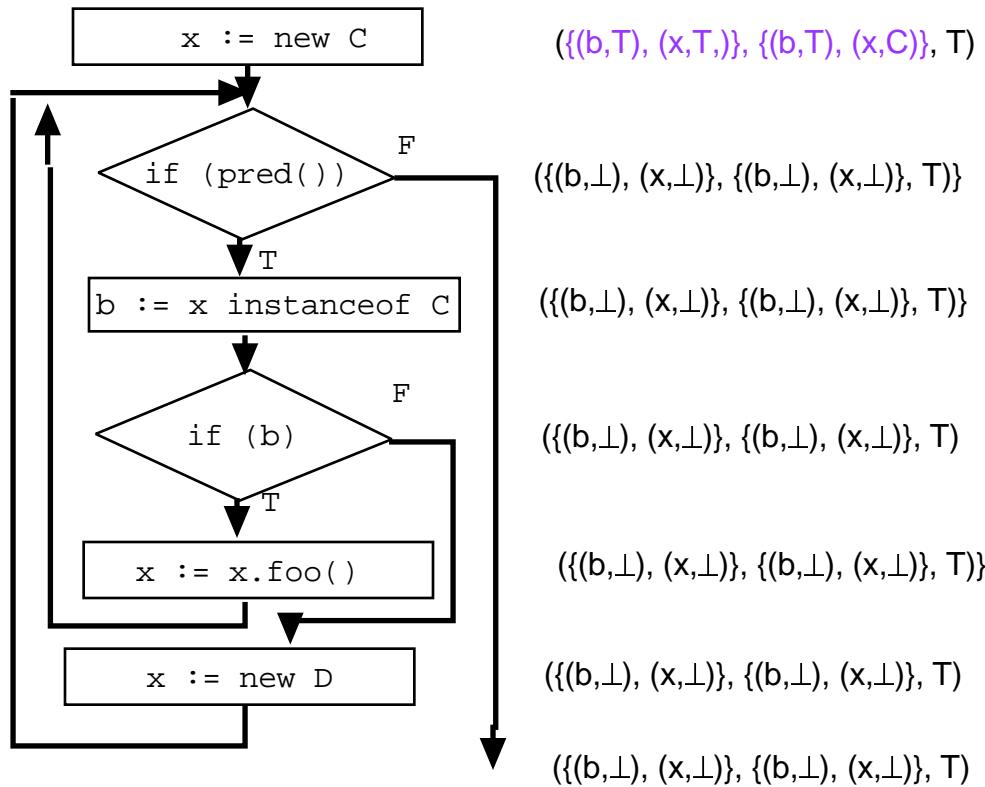 x := new C
({(b,T), (x,T,)}, {(b,T), (x,C)}, T)
F
if (pred())
({(b,⊥), (x,⊥)}, {(b,⊥), (x,⊥)}, T)}
T
b := x instanceof C
({(b,⊥), (x,⊥)}, {(b,⊥), (x,⊥)}, T)}
F
if (b)
({(b,⊥), (x,⊥)}, {(b,⊥), (x,⊥)}, T)
T
x := x.foo()
({(b,⊥), (x,⊥)}, {(b,⊥), (x,⊥)}, T)}
x := new D
({(b,⊥), (x,⊥)}, {(b,⊥), (x,⊥)}, T)
({(b,⊥), (x,⊥)}, {(b,⊥), (x,⊥)}, T)